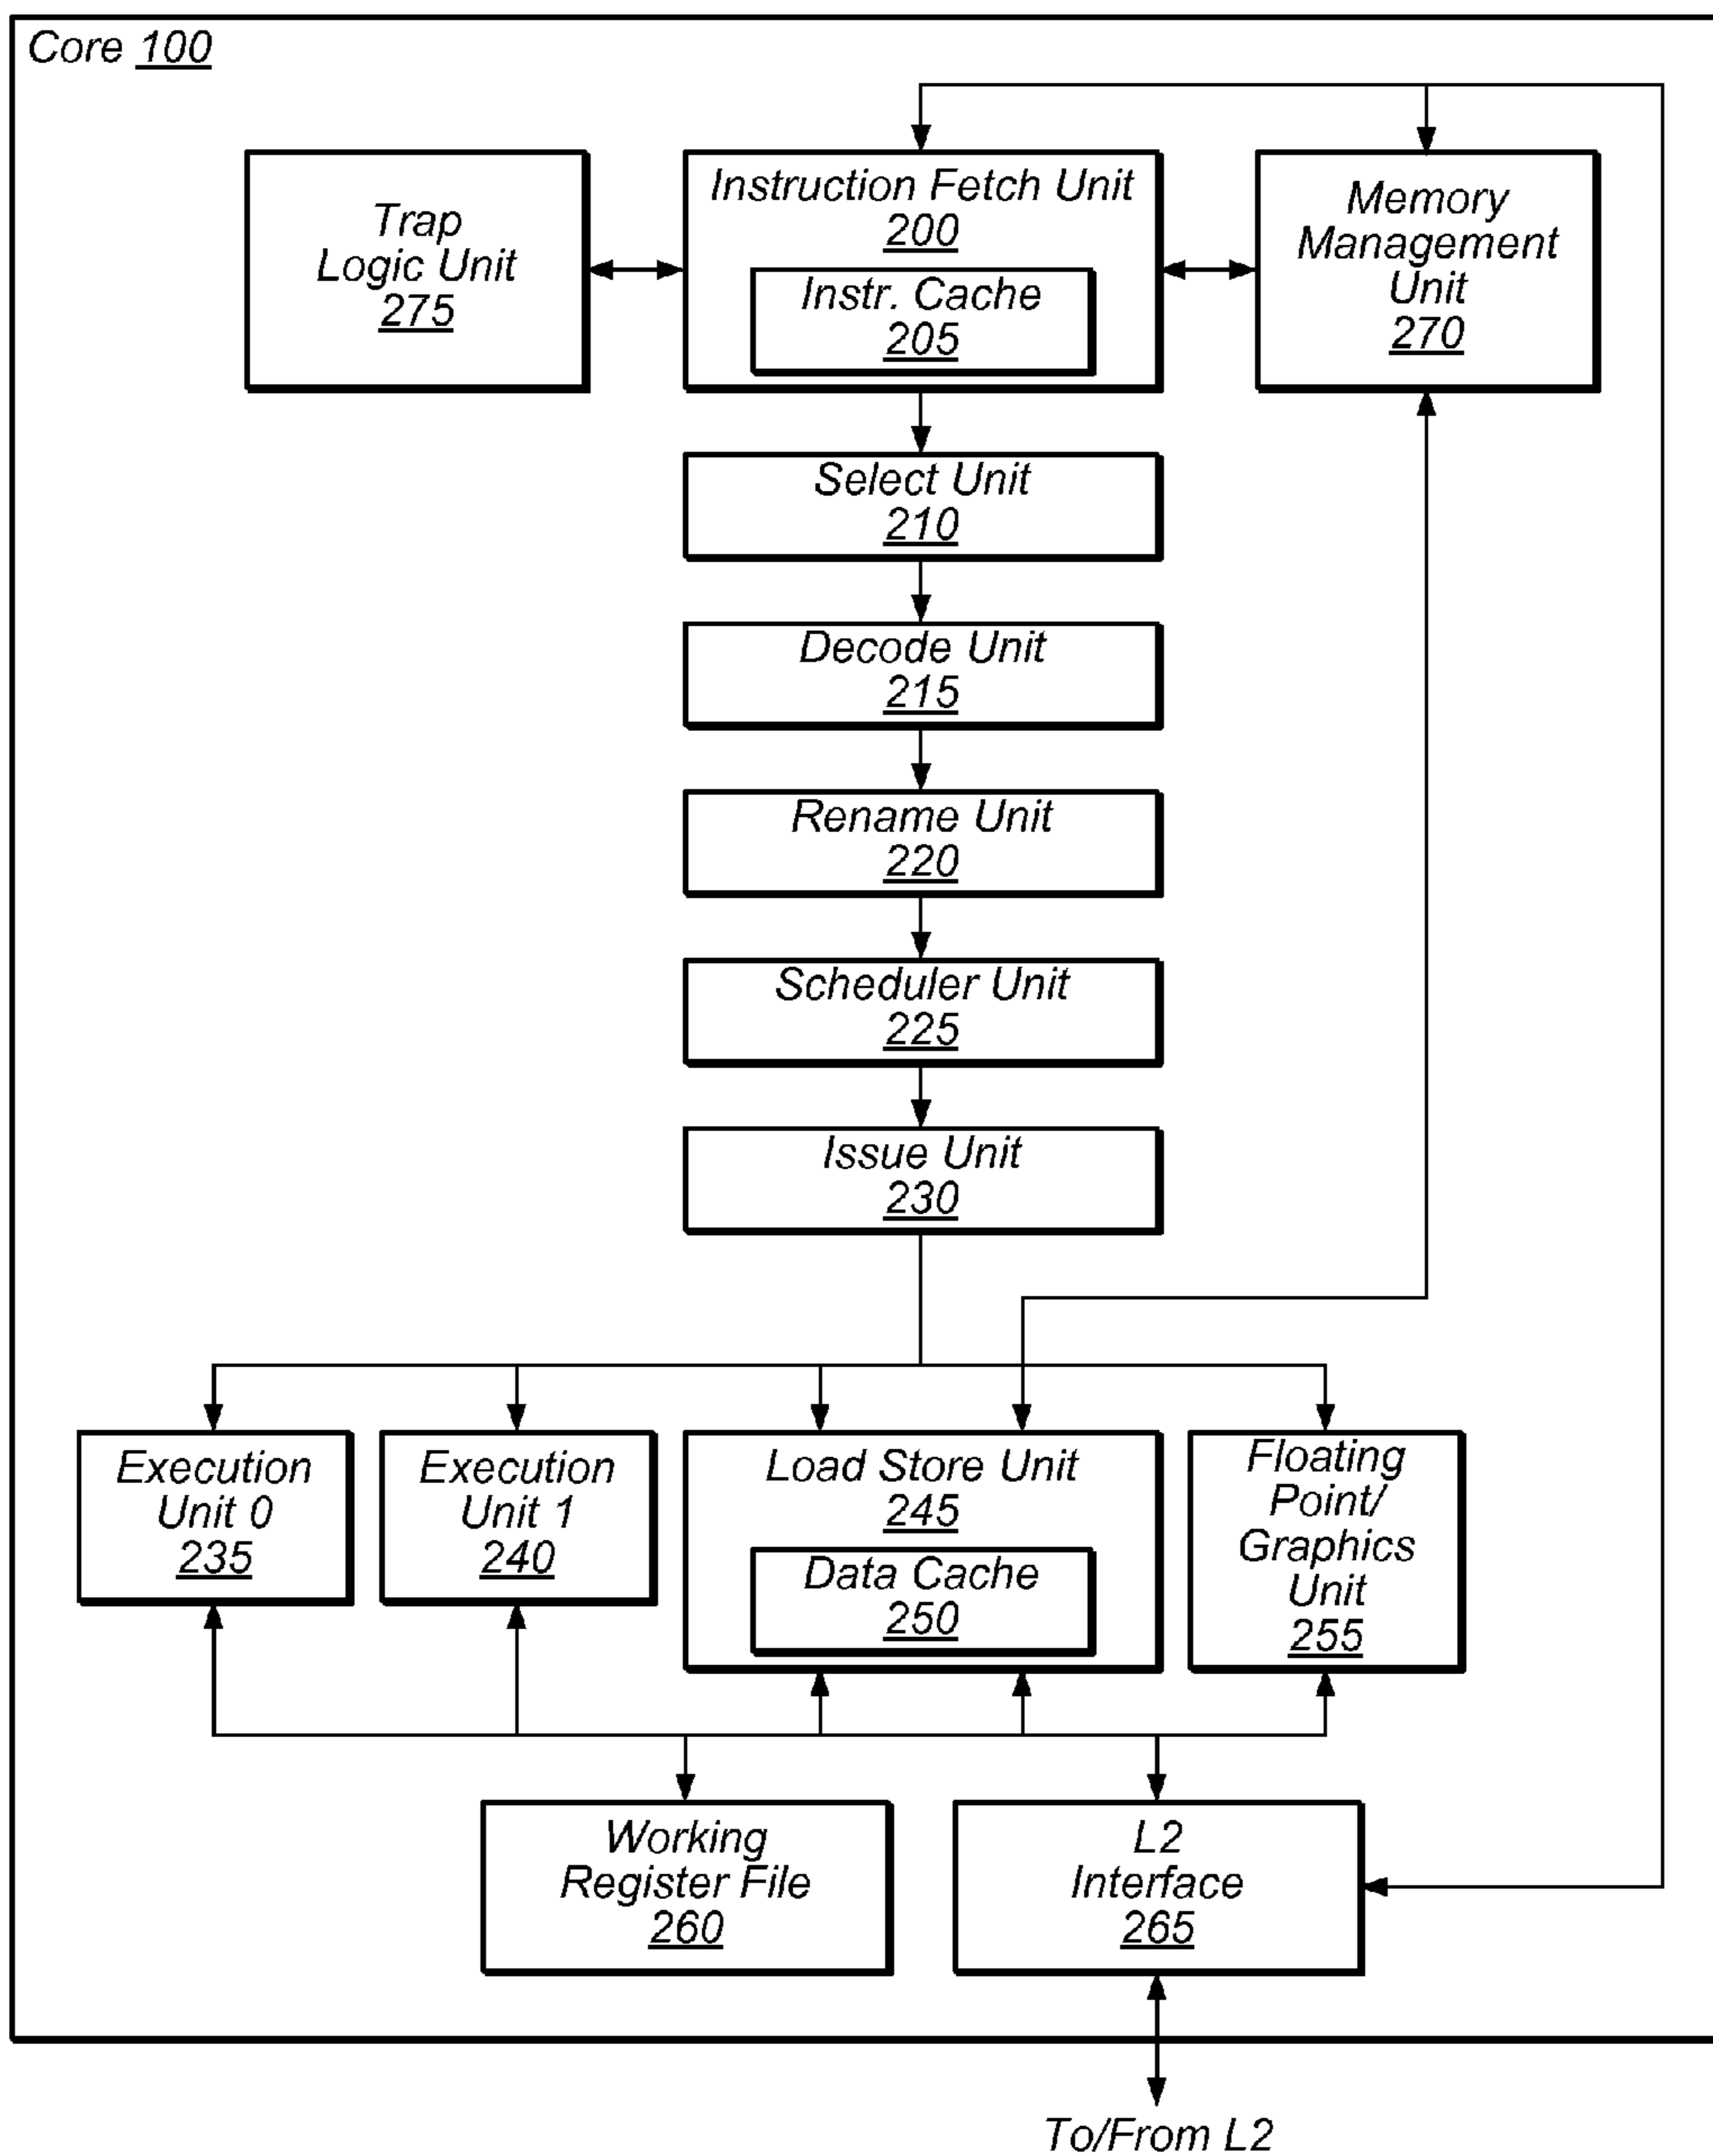 Core 100
Trap
Logic Unit
275
Instruction Fetch Unit
200
Instr. Cache
205
Memory
Management
Unit
270
Select Unit
210
Decode Unit
215
Rename Unit
220
Scheduler Unit
225
Issue Unit
230
Execution
Unit 0
235
Execution
Unit 1
240
Load Store Unit
245
Data Cache
250
Floating
Point/
Graphics
Unit
255
Working
Register File
260
L2
Interface
265
To/From L2